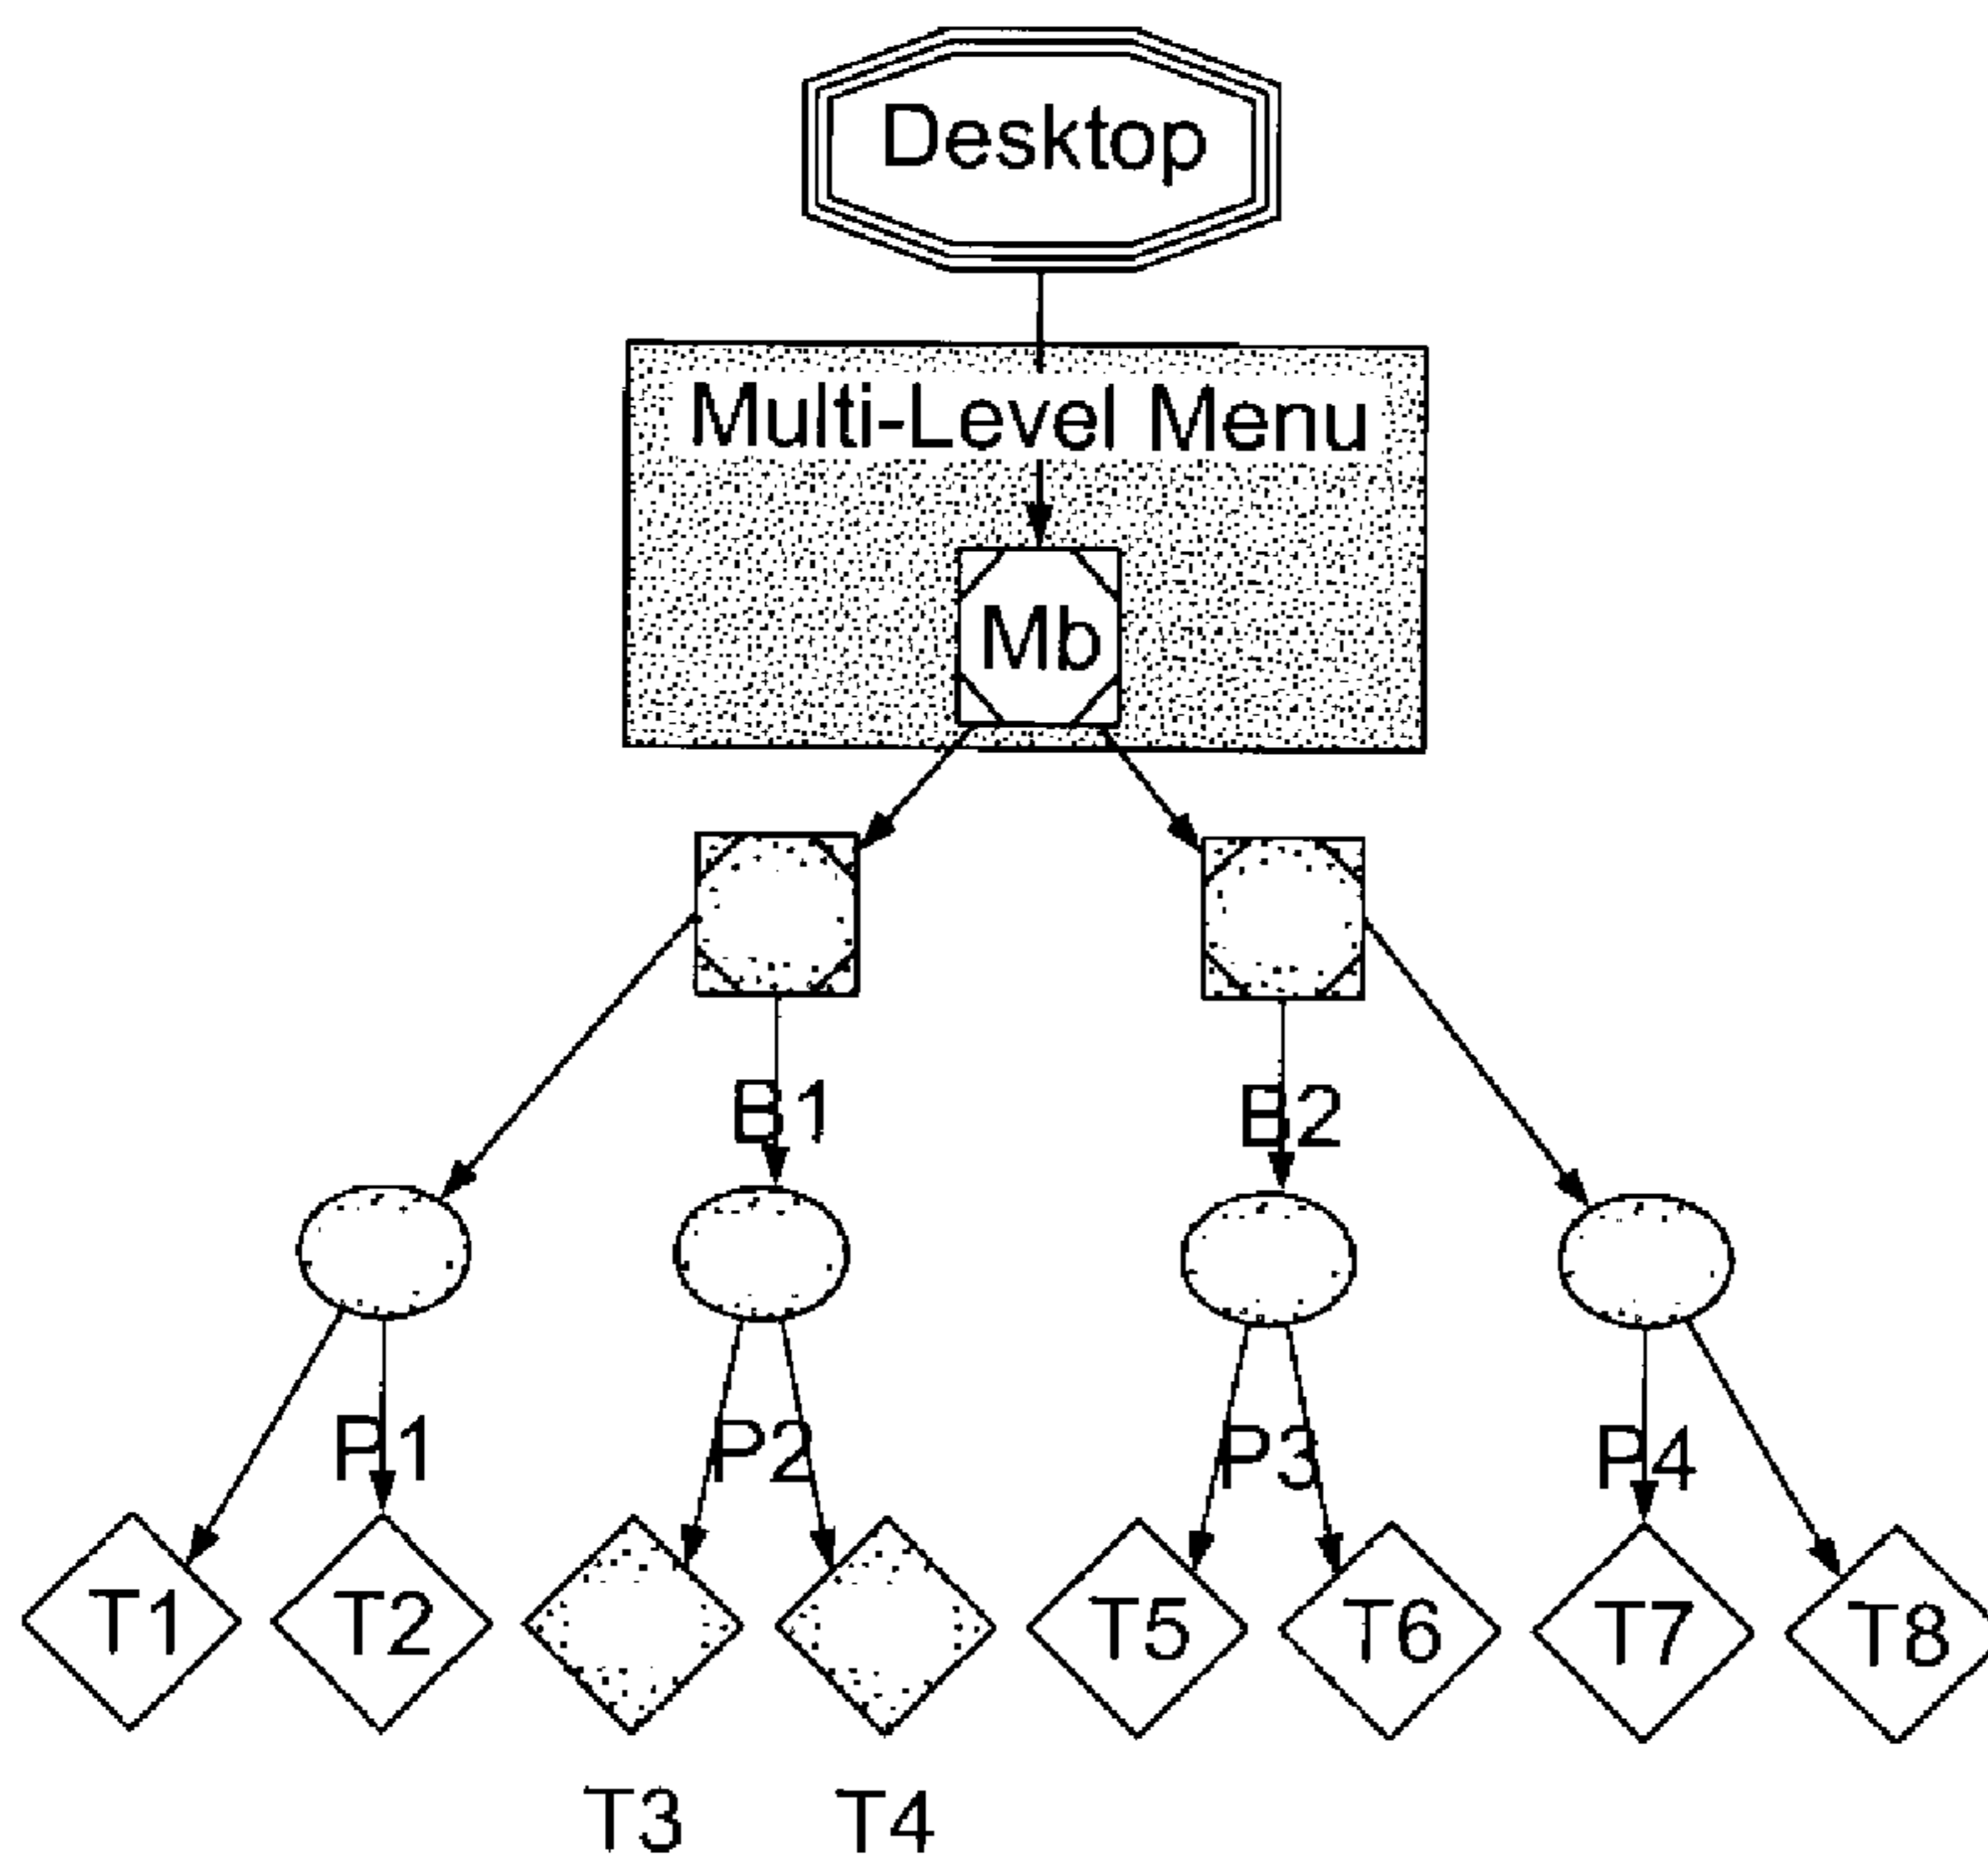 Desktop
Multi-Level Menu
Mb
B1 B2
P1 P2 P3 P4
T1 T2 T5 T6 T7 T8
T3 T4